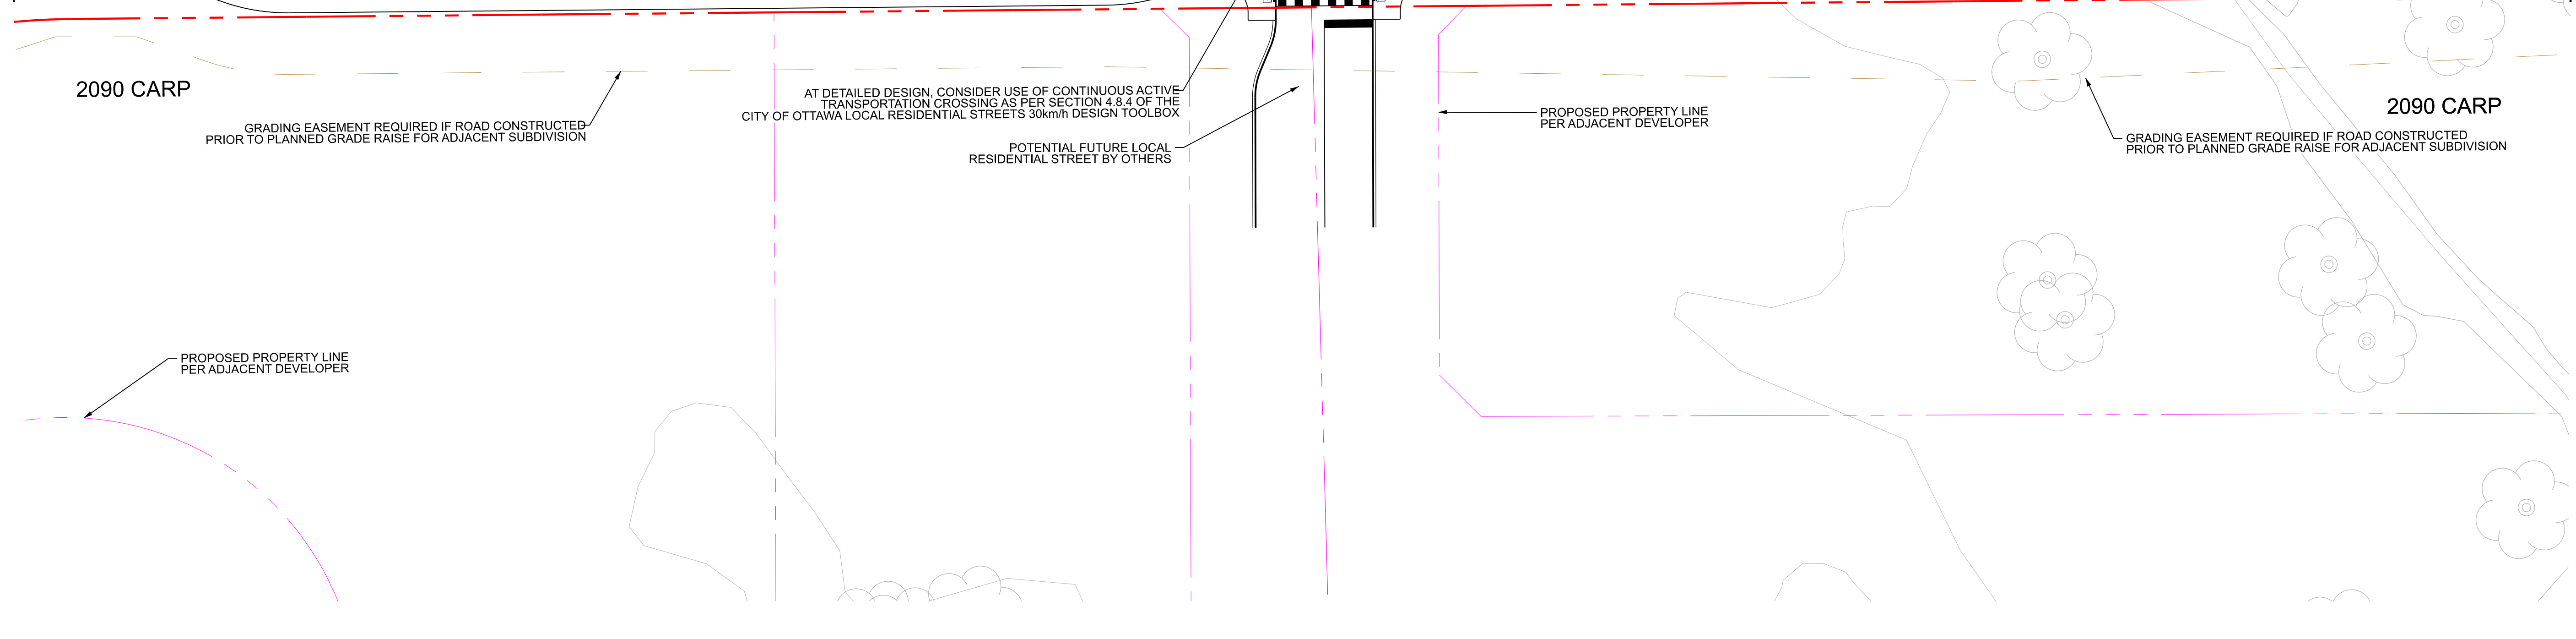 2090 CARP
GRADING EASEMENT REQUIRED IF ROAD CONSTRUCTED
PRIOR TO PLANNED GRADE RAISE FOR ADJACENT SUBDIVISION
AT DETAILED DESIGN, CONSIDER USE OF CONTINUOUS ACTIVE
TRANSPORTATION CROSSING AS PER SECTION 4.8.4 OF THE
CITY OF OTTAWA LOCAL RESIDENTIAL STREETS 30km/h DESIGN TOOLBOX
POTENTIAL FUTURE LOCAL
RESIDENTIAL STREET BY OTHERS
PROPOSED PROPERTY LINE
PER ADJACENT DEVELOPER
2090 CARP
GRADING EASEMENT REQUIRED IF ROAD CONSTRUCTED
PRIOR TO PLANNED GRADE RAISE FOR ADJACENT SUBDIVISION
PROPOSED PROPERTY LINE
PER ADJACENT DEVELOPER